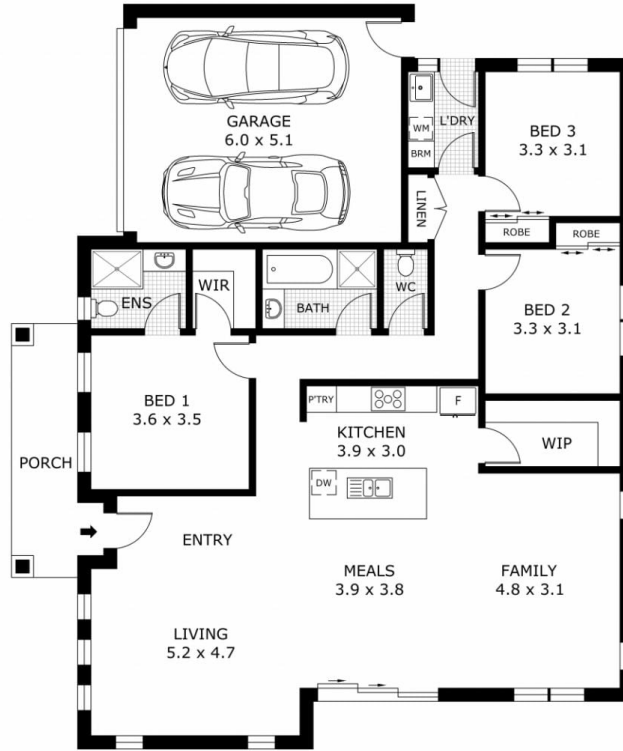 GARAGE
6.0 x 5.1
WM
BRM
L'DRY
BED 3
3.3 x 3.1
LINEN
ROBE
ROBE
ENS
WIR
BATH
WC
BED 2
3.3 x 3.1
BED 1
3.6 x 3.5
P'TRY
F
KITCHEN
3.9 x 3.0
WIP
PORCH
DW
ENTRY
MEALS
3.9 x 3.8
FAMILY
4.8 x 3.1
LIVING
5.2 x 4.7